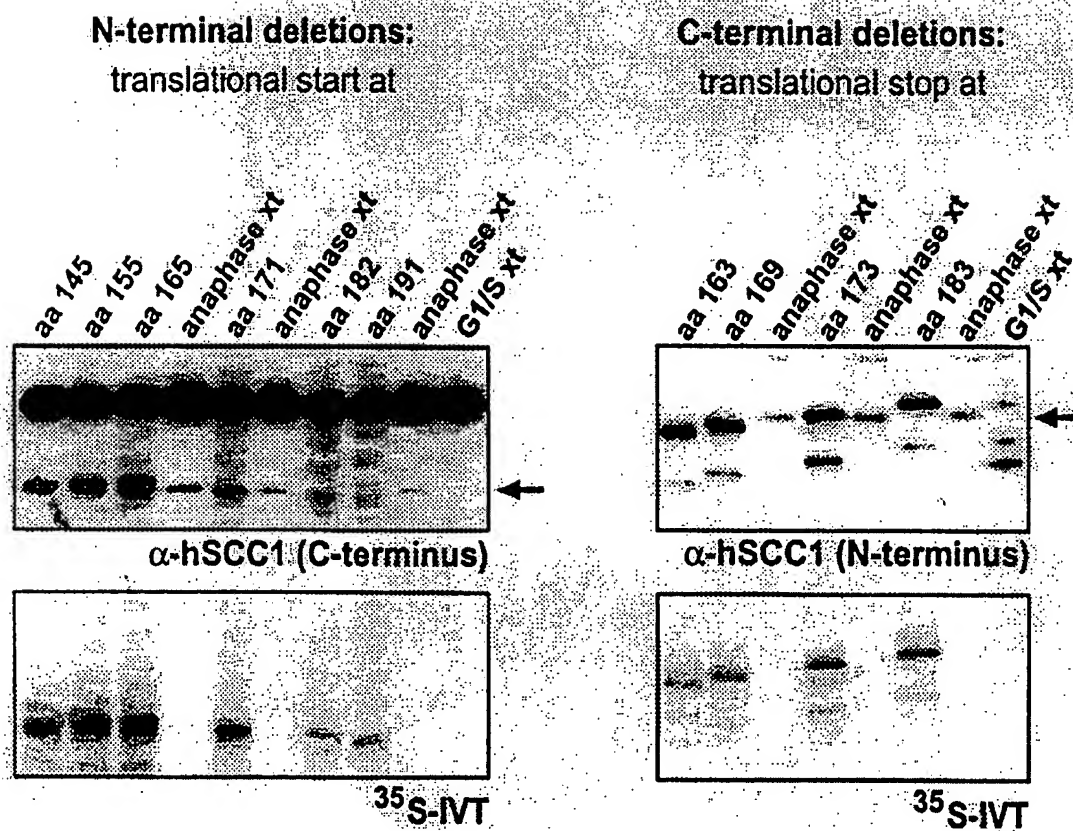 N-terminal deletions:
translational start at
aa 145
aa 155
aa 165
anaphase xt
aa 171
anaphase xt
aa 182
aa 191
anaphase xt
G1/S xt
α-hSCC1 (C-terminus)
35S-IVT
C-terminal deletions:
translational stop at
aa 163
aa 169
anaphase xt
aa 173
anaphase xt
aa 183
anaphase xt
G1/S xt
α-hSCC1 (N-terminus)
35S-IVT